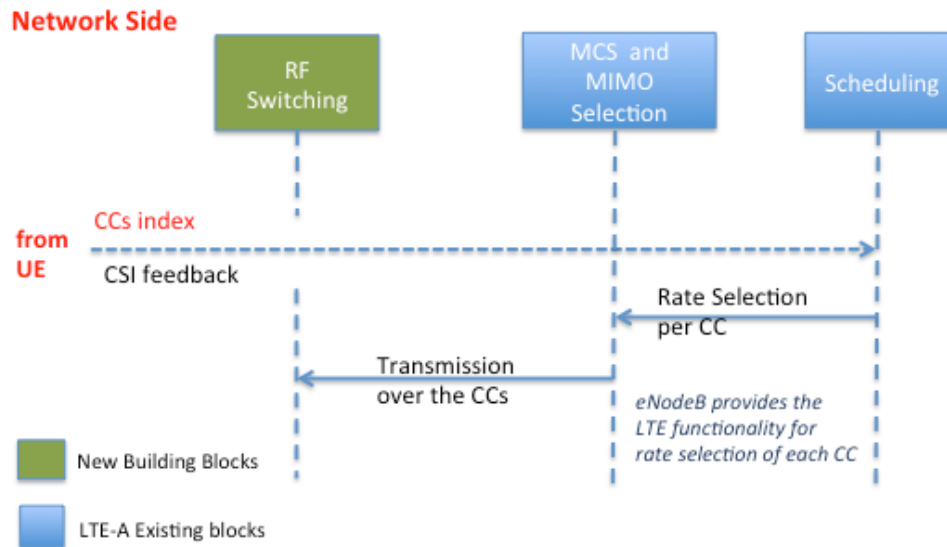 Network Side
RF
Switching
MCS and
MIMO
Selection
Scheduling
CCs index
from
UE
CSI feedback
Rate Selection
per CC
Transmission
over the CCs
eNodeB provides the
LTE functionality for
rate selection of each CC
New Building Blocks
LTE-A Existing blocks